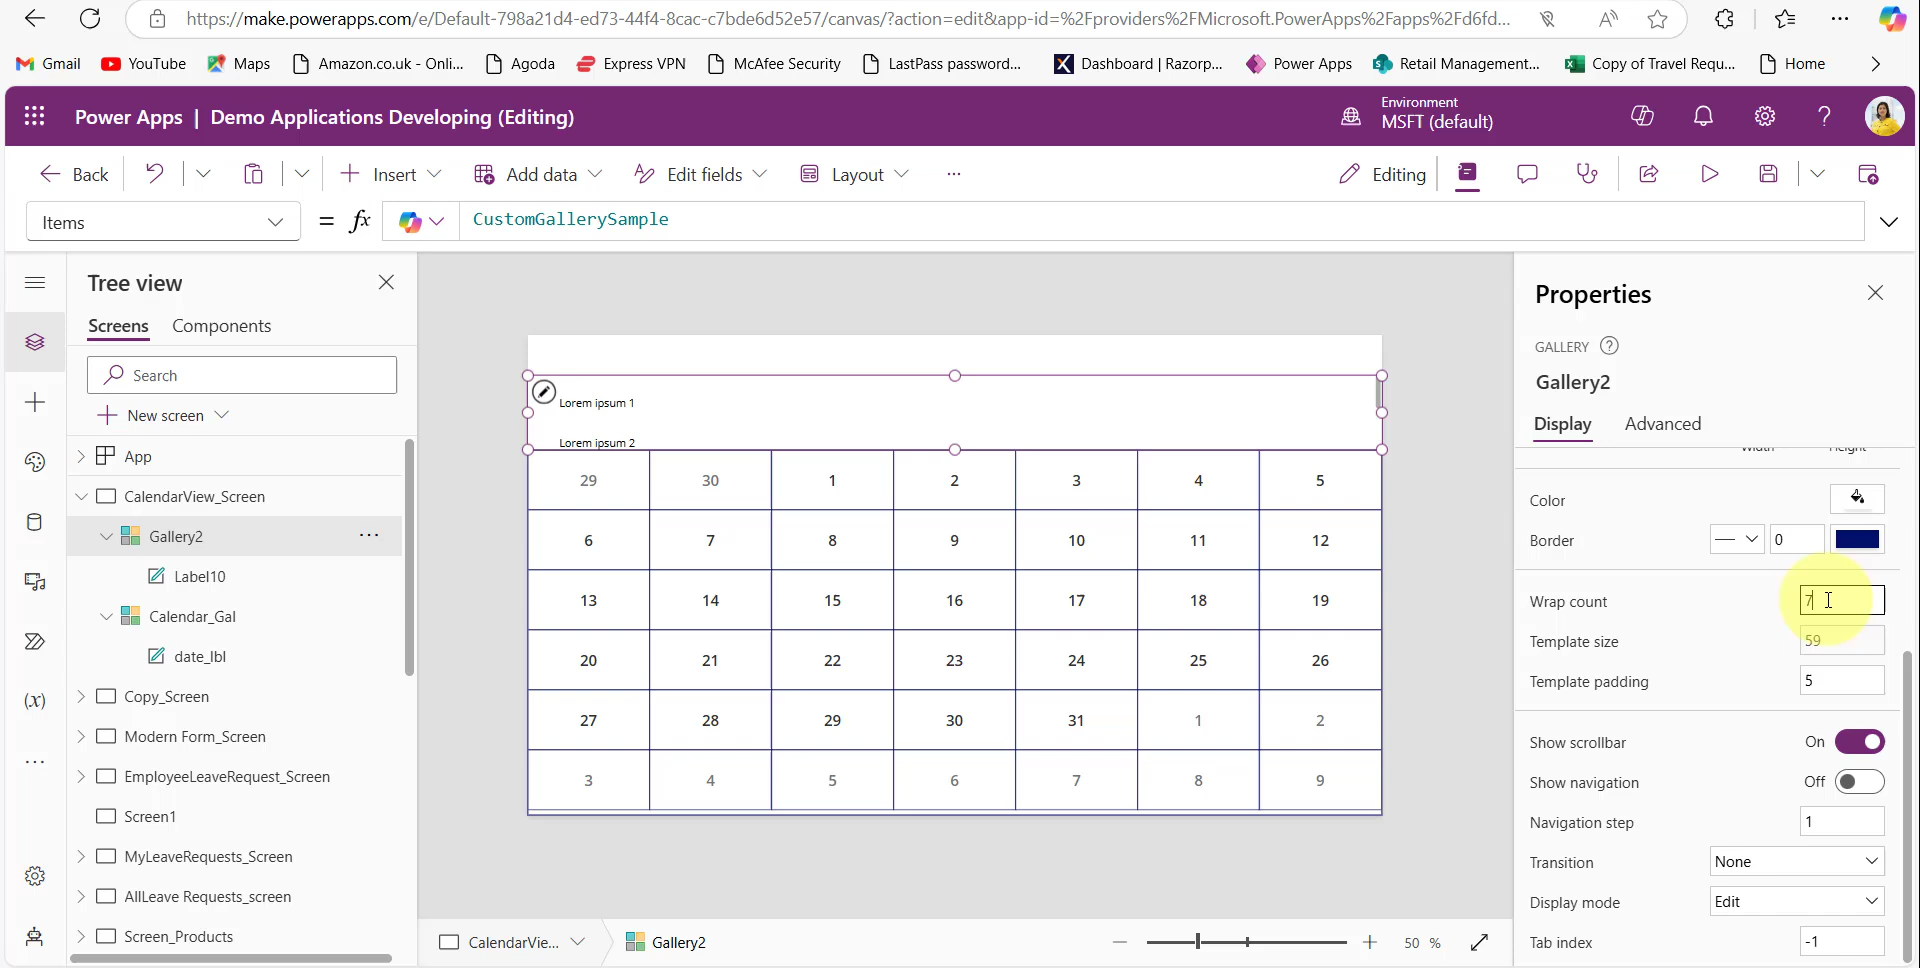 https://make.powerapps.com/e/Default-798a21d4-ed73-44f4-8cac-c7bde6d52e57/canvas/?action=edit&app-id=%2Fproviders%2FMicrosoft.PowerApps%2Fapps%2Fd6fd...
Gmail YouTube Maps Amazon.co.uk - Onli... Agoda Express VPN McAfee Security LastPass password... Dashboard | Razorp... Power Apps Retail Management... Copy of Travel Requ... Home
Power Apps | Demo Applications Developing (Editing)
Environment
MSFT (default)
Back Insert Add data Edit fields Layout ... Editing
Items = fx CustomGallerySample
Tree view
Screens Components
Search
New screen
App
CalendarView_Screen
Gallery2 ...
Label10
Calendar_Gal
date_lbl
Copy_Screen
Modern Form_Screen
EmployeeLeaveRequest_Screen
Screen1
MyLeaveRequests_Screen
AllLeave Requests_screen
Screen_Products
Lorem ipsum 1
Lorem ipsum 2
29 30 1 2 3 4 5
6 7 8 9 10 11 12
13 14 15 16 17 18 19
20 21 22 23 24 25 26
27 28 29 30 31 1 2
3 4 5 6 7 8 9
CalendarVie... Gallery2
50 %
Properties
GALLERY ?
Gallery2
Display Advanced
Width Height
Color
Border 0
Wrap count 7
Template size 59
Template padding 5
Show scrollbar On
Show navigation Off
Navigation step 1
Transition None
Display mode Edit
Tab index -1